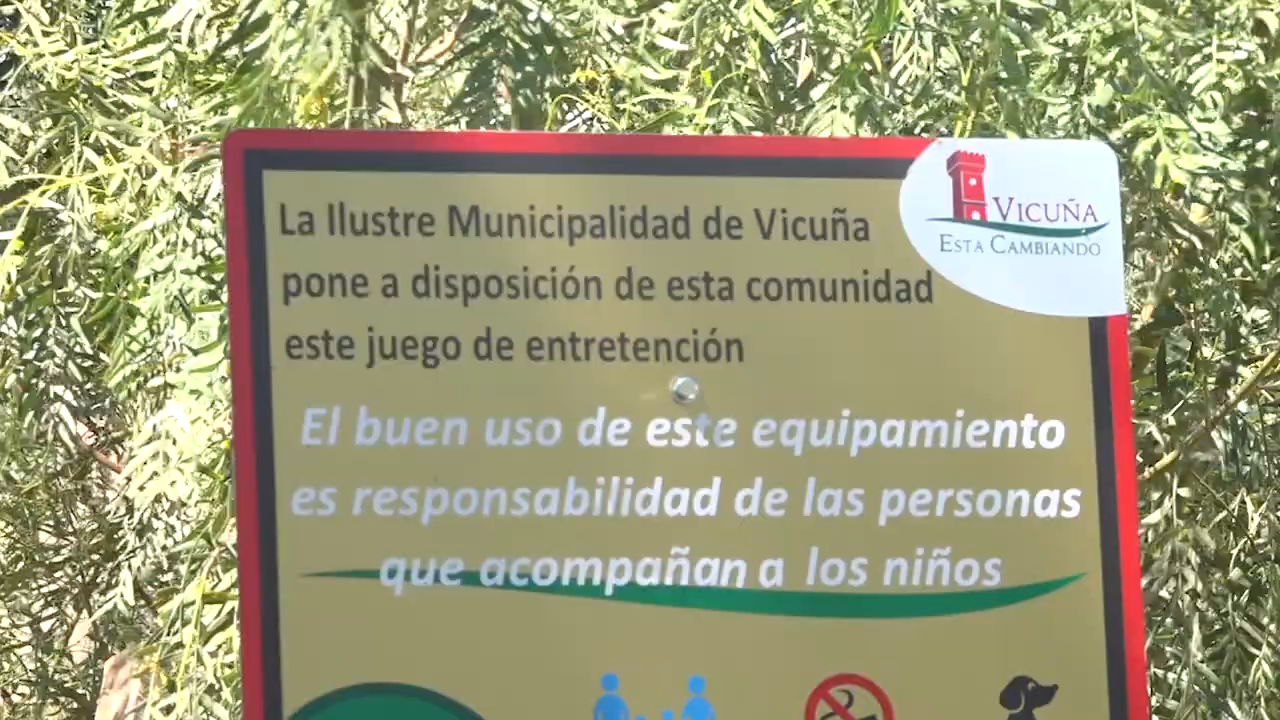 La Ilustre Municipalidad de Vicuña
pone a disposición de esta comunidad
este juego de entretención
VICUÑA
ESTA CAMBIANDO
El buen uso de este equipamiento
es responsabilidad de las personas
que acompañan a los niños